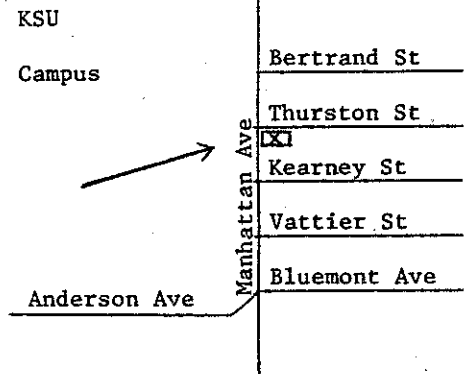 KSU
Campus
Bertrand St
Thurston St
X
Manhattan Ave
Kearney St
Vattier St
Bluemont Ave
Anderson Ave